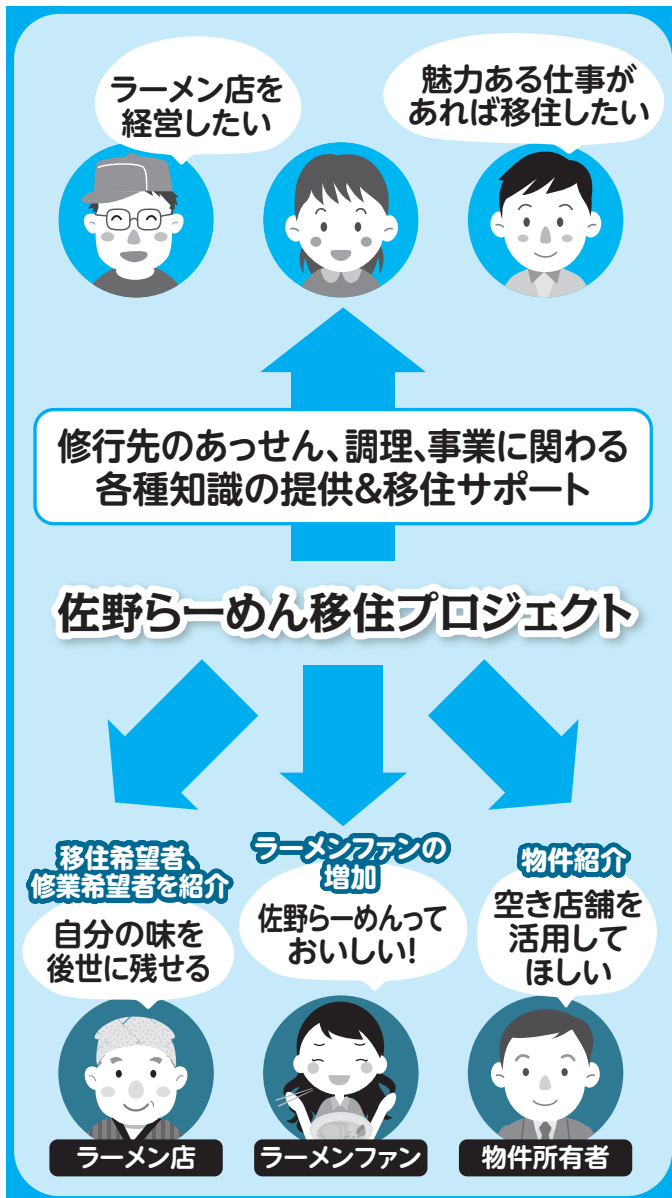 ラーメン店を
経営したい
魅力ある仕事が
あれば移住したい
修行先のあっせん、調理、事業に関わる
各種知識の提供&移住サポート
佐野らーめん移住プロジェクト
移住希望者、
修業希望者を紹介
自分の味を
後世に残せる
ラーメン店
ラーメンファンの
増加
佐野らーめんって
おいしい!
ラーメンファン
物件紹介
空き店舗を
活用して
ほしい
物件所有者